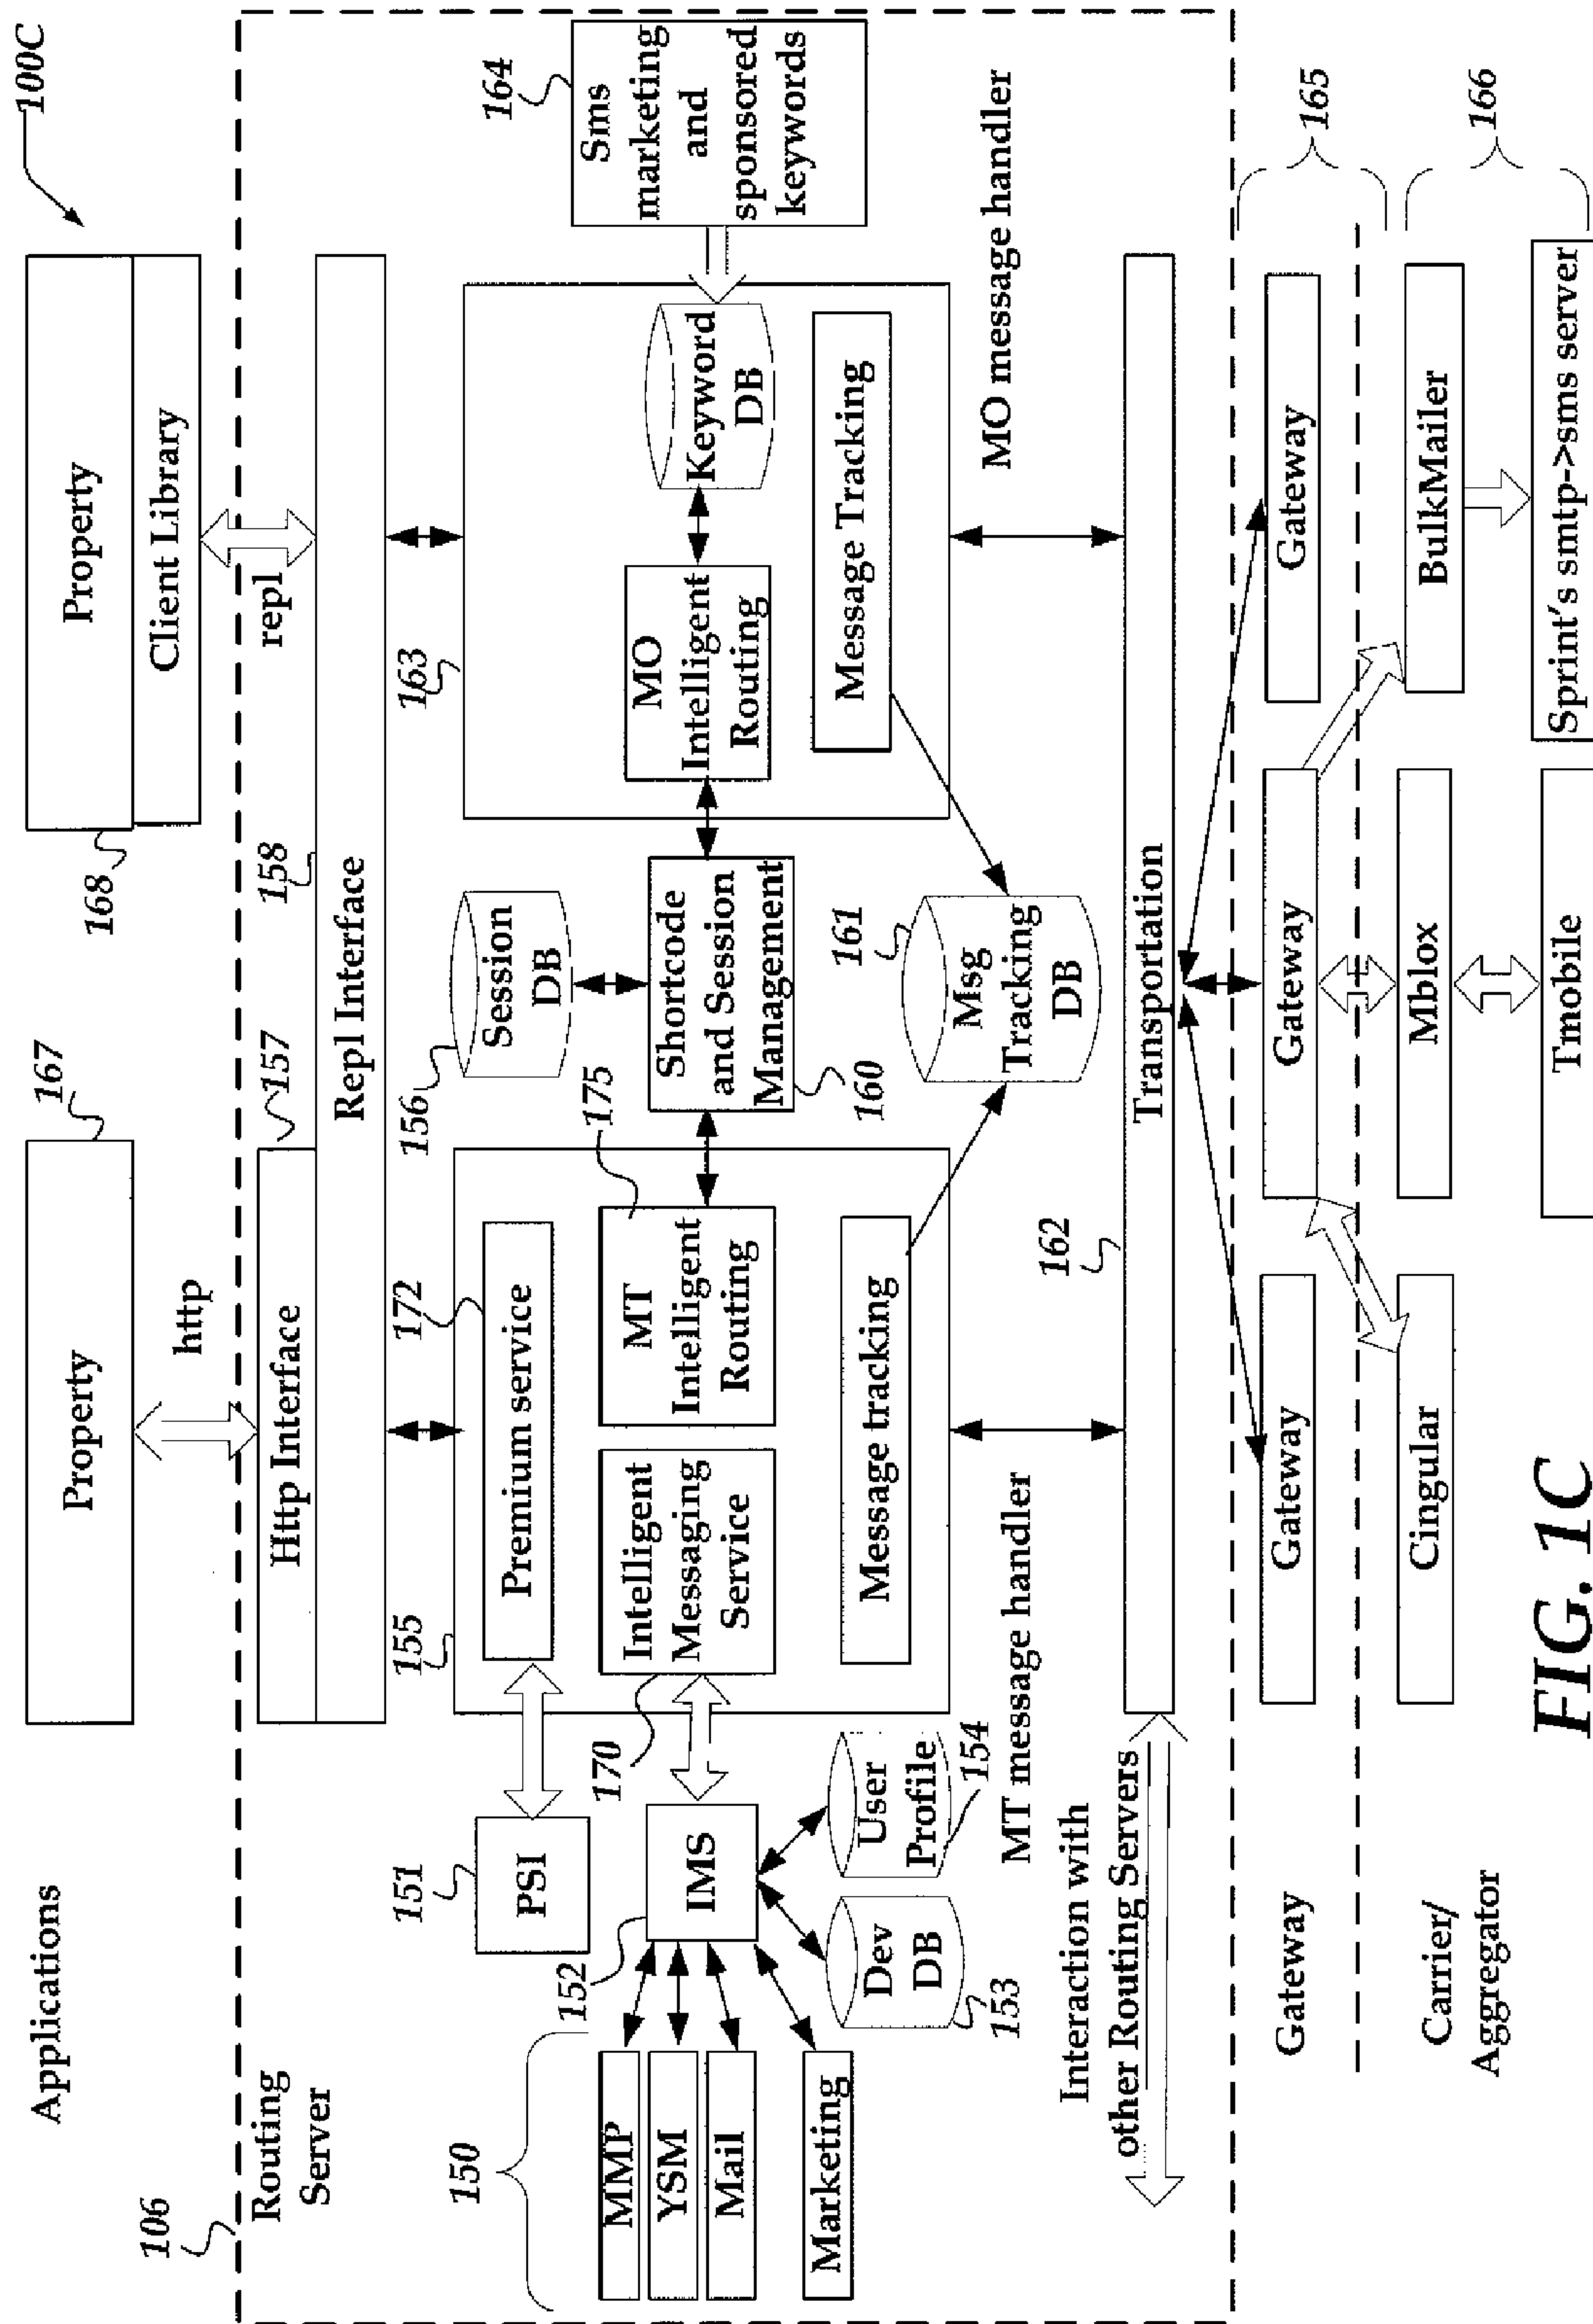 100C
Applications
Property
167
Property
Client Library
168
http
repl
106
Routing
Server
Http Interface
157
Repl Interface
158
150
MMP
YSM
Mail
Marketing
151
PSI
152
IMS
Dev
DB
153
User
Profile
154
155
Premium service
172
170
Intelligent
Messaging
Service
MT
Intelligent
Routing
175
Message tracking
MT message handler
156
Session
DB
Shortcode
and Session
Management
160
161
Msg
Tracking
DB
163
MO
Intelligent
Routing
Keyword
DB
Message Tracking
MO message handler
164
Sms
marketing
and
sponsored
keywords
Interaction with
other Routing Servers
162
Transportation
Gateway
Gateway
Gateway
Gateway
165
Carrier/
Aggregator
Cingular
Mblox
BulkMailer
166
Tmobile
Sprint's smtp->sms server
FIG. 1C